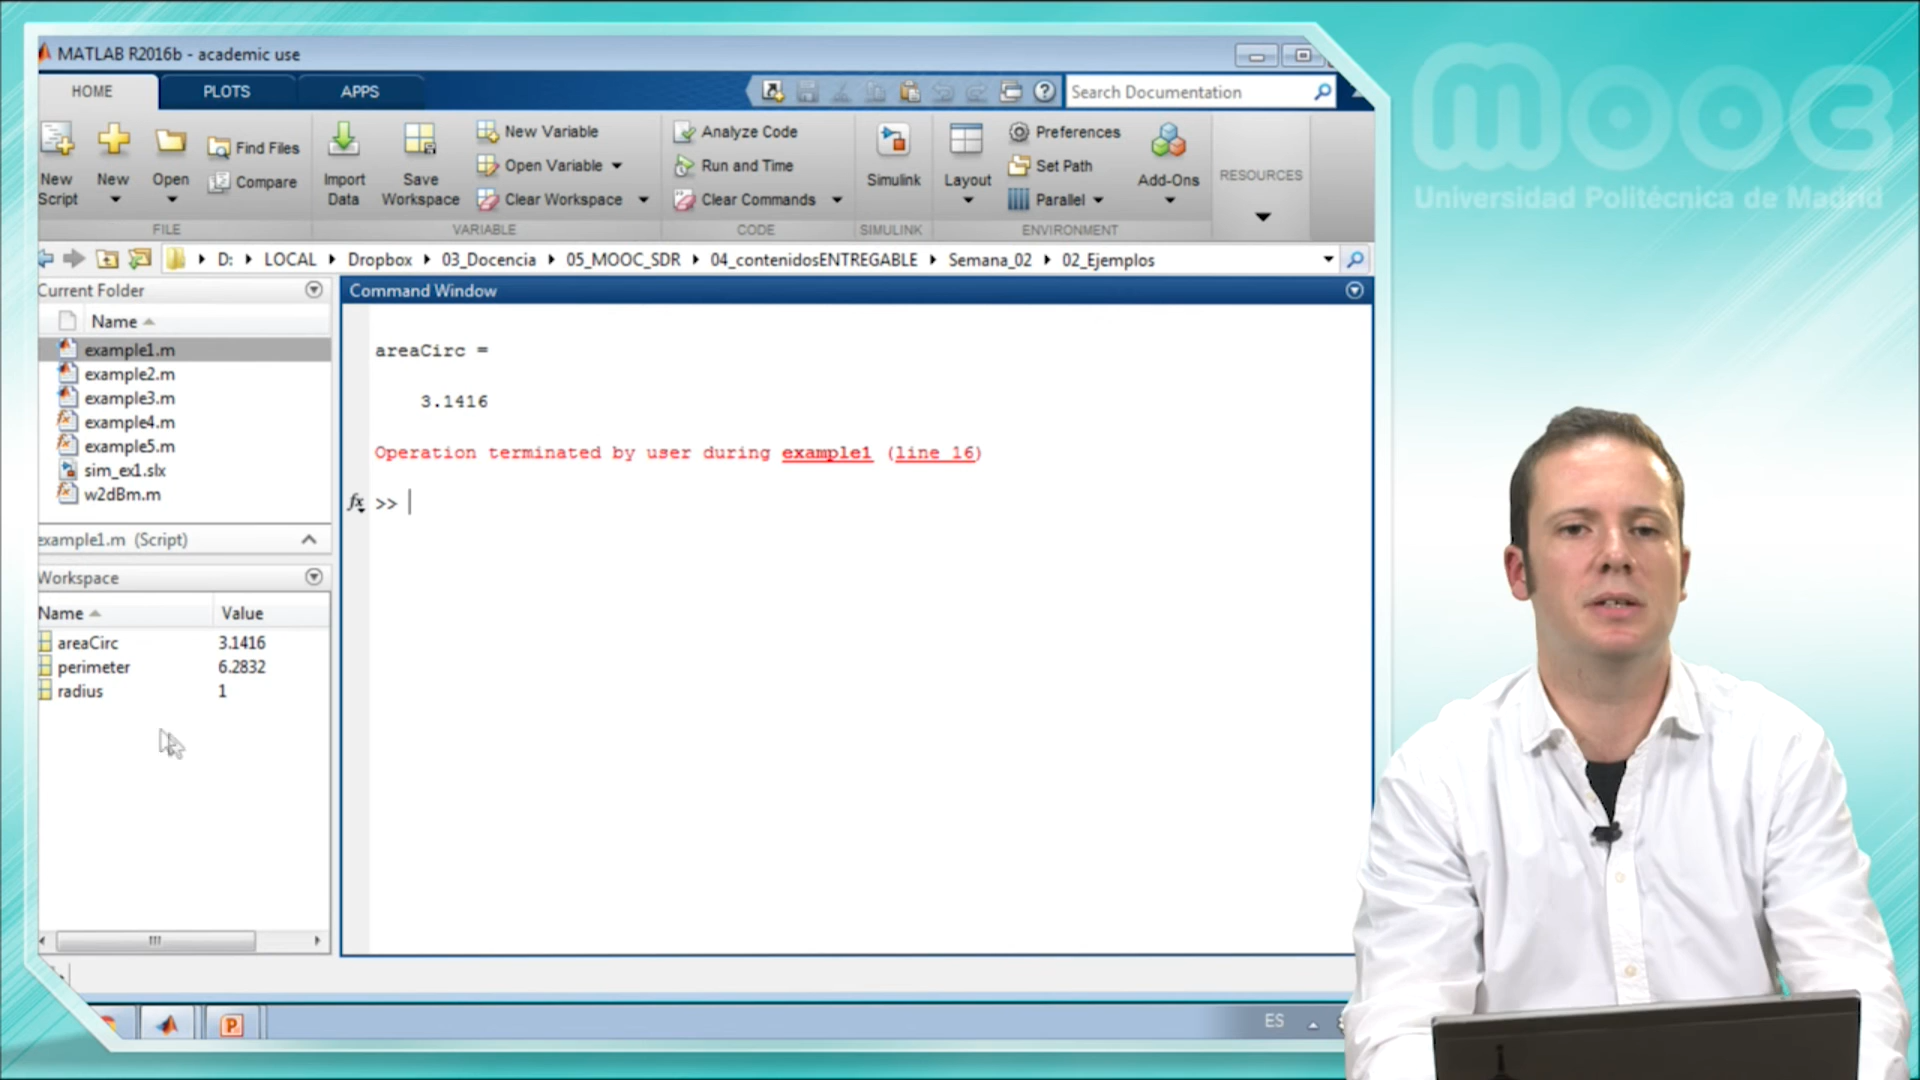 MATLAB R2016b - academic use
HOME PLOTS APPS
Search Documentation
New Script
New
Open
Find Files
Compare
FILE
Import Data
Save Workspace
New Variable
Open Variable
Clear Workspace
VARIABLE
Analyze Code
Run and Time
Clear Commands
CODE
Simulink
SIMULINK
Layout
Preferences
Set Path
Parallel
ENVIRONMENT
Add-Ons
RESOURCES
D: LOCAL Dropbox 03_Docencia 05_MOOC_SDR 04_contenidosENTREGABLE Semana_02 02_Ejemplos
Current Folder
Name
example1.m
example2.m
example3.m
example4.m
example5.m
sim_ex1.slx
w2dBm.m
example1.m (Script)
Workspace
Name Value
areaCirc 3.1416
perimeter 6.2832
radius 1
Command Window
areaCirc =
3.1416
Operation terminated by user during example1 (line 16)
fx >>
ES
mooc
Universidad Politécnica de Madrid